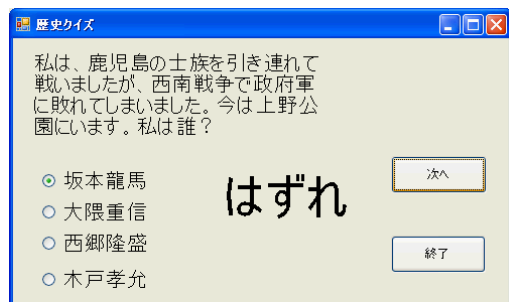 歴史クイズ
私は、鹿児島の士族を引き連れて
戦いましたが、西南戦争で政府軍
に敗れてしまいました。今は上野公
園にいます。私は誰？
坂本龍馬
大隈重信
西郷隆盛
木戸孝允
はずれ
次へ
終了